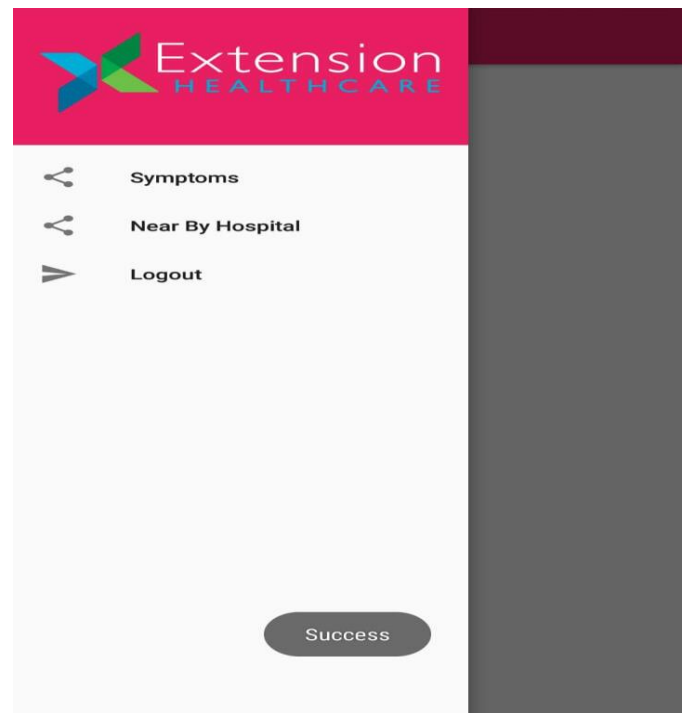 Extension
HEALTHCARE
Symptoms
Near By Hospital
Logout
Success